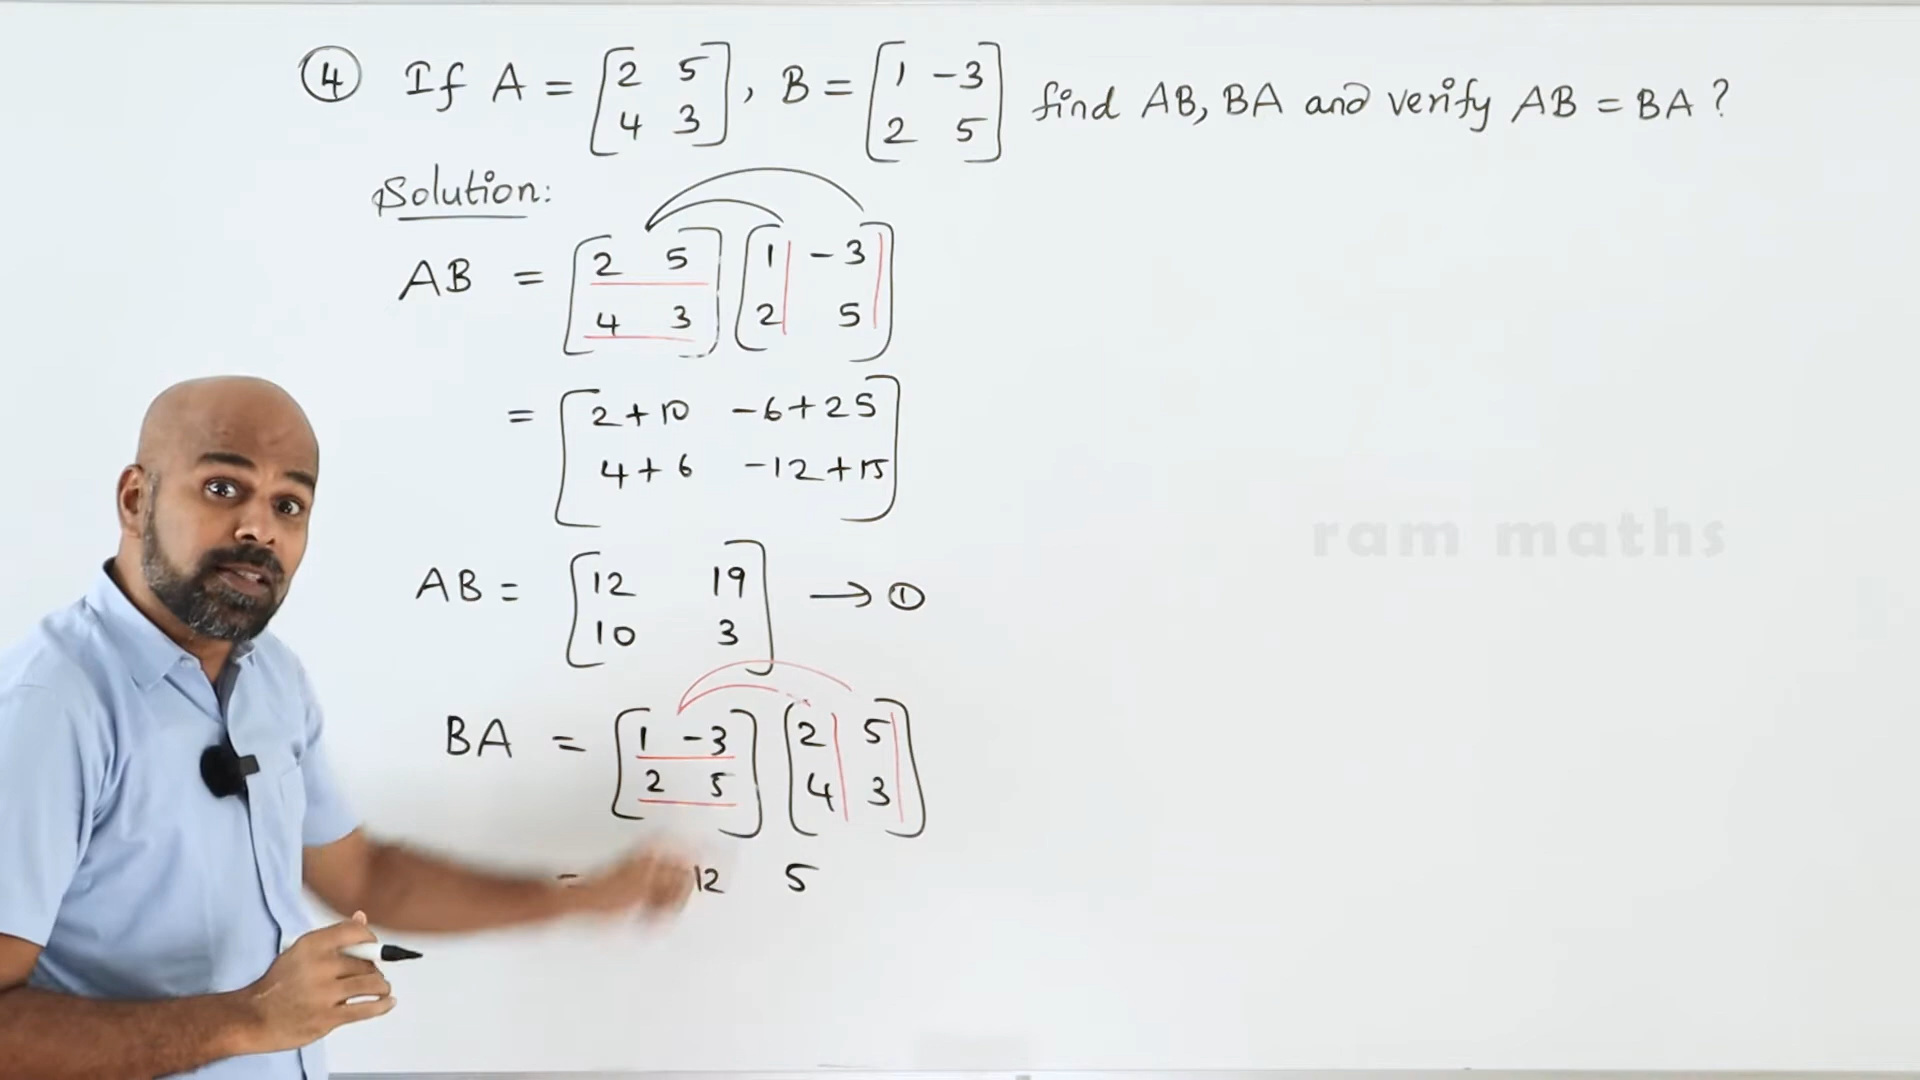 ④ If A = [2 5
4 3], B = [1 -3
2 5] find AB, BA and verify AB = BA?
Solution:
AB = [2 5
4 3] [1 -3
2 5]
= [2+10 -6+25
4+6 -12+15]
AB = [12 19
10 3] → ①
ram maths
BA = [1 -3
2 5] [2 5
4 3]
= 12 5